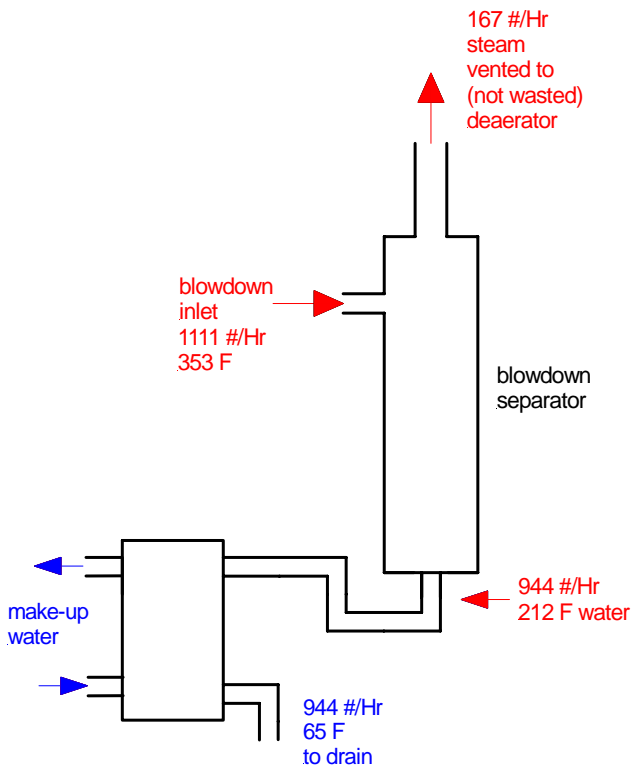 167 #/Hr
steam
vented to
(not wasted)
deaerator
blowdown
inlet
1111 #/Hr
353 F
blowdown
separator
944 #/Hr
212 F water
make-up
water
944 #/Hr
65 F
to drain